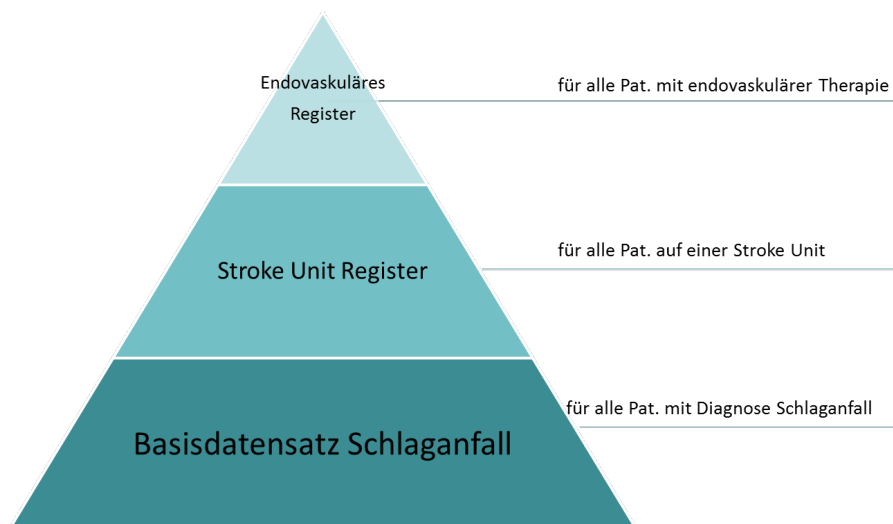 Endovaskuläres
Register
für alle Pat. mit endovaskulärer Therapie
Stroke Unit Register
für alle Pat. auf einer Stroke Unit
Basisdatensatz Schlaganfall
für alle Pat. mit Diagnose Schlaganfall